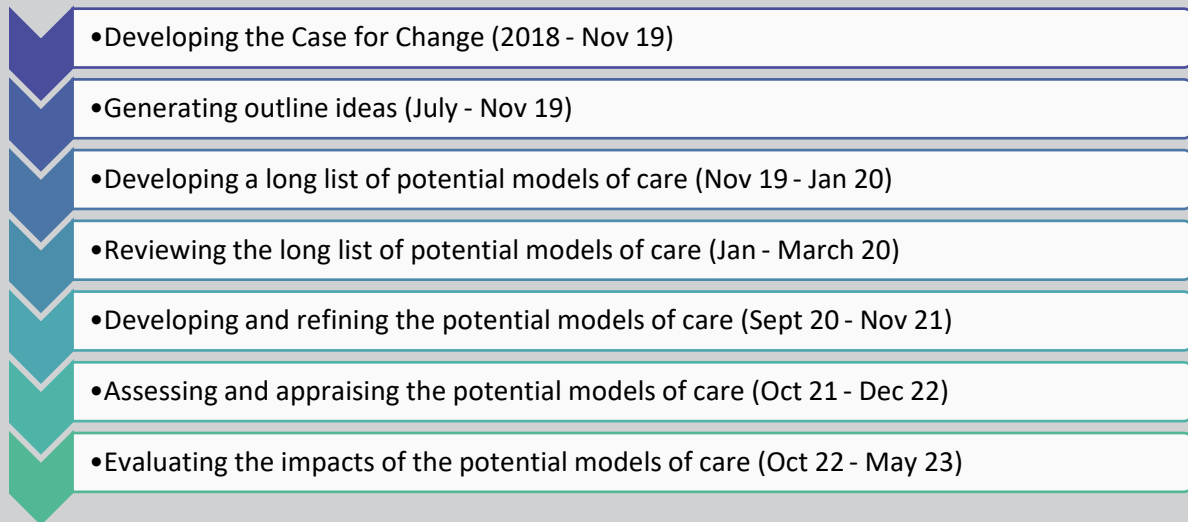 •Developing the Case for Change (2018 - Nov 19)
•Generating outline ideas (July - Nov 19)
•Developing a long list of potential models of care (Nov 19 - Jan 20)
•Reviewing the long list of potential models of care (Jan - March 20)
•Developing and refining the potential models of care (Sept 20 - Nov 21)
•Assessing and appraising the potential models of care (Oct 21 - Dec 22)
•Evaluating the impacts of the potential models of care (Oct 22 - May 23)